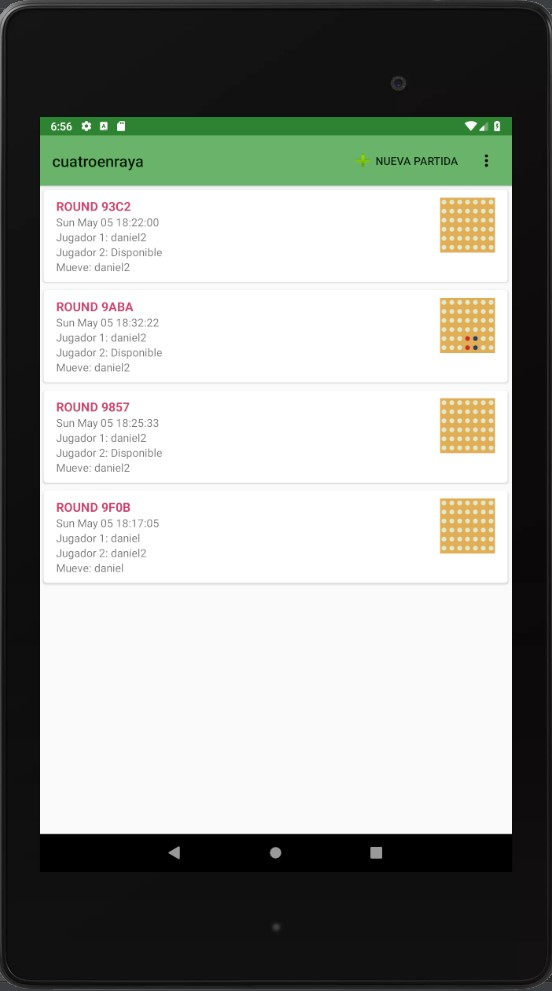 6:56
cuatroenraya
NUEVA PARTIDA
ROUND 93C2
Sun May 05 18:22:00
Jugador 1: daniel2
Jugador 2: Disponible
Mueve: daniel2
ROUND 9ABA
Sun May 05 18:32:22
Jugador 1: daniel2
Jugador 2: Disponible
Mueve: daniel2
ROUND 9857
Sun May 05 18:25:33
Jugador 1: daniel2
Jugador 2: Disponible
Mueve: daniel2
ROUND 9F0B
Sun May 05 18:17:05
Jugador 1: daniel
Jugador 2: daniel2
Mueve: daniel